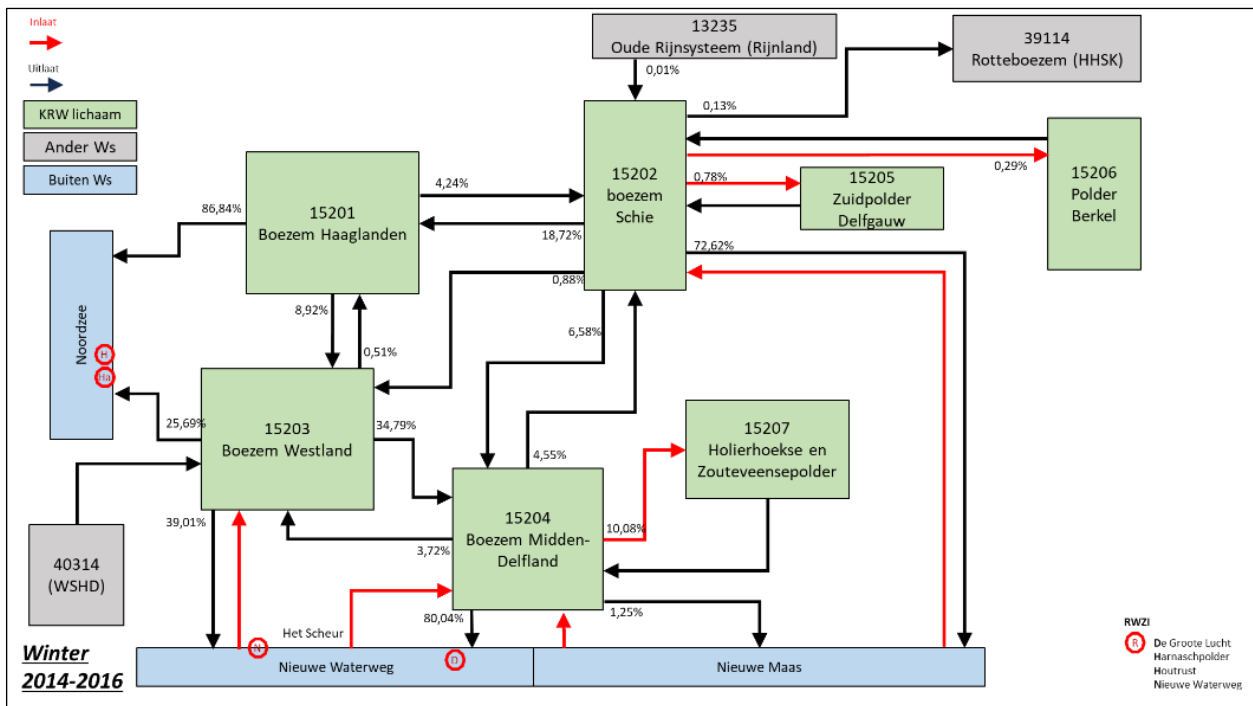 Inlaat
Uitlaat
KRW lichaam
Ander Ws
Buiten Ws
13235
Oude Rijnsysteem (Rijnland)
39114
Rotteboezem (HHSK)
0,01%
0,13%
15201
Boezem Haaglanden
4,24%
86,84%
15202
boezem
Schie
18,72%
0,78%
0,29%
15205
Zuidpolder
Delfgauw
15206
Polder
Berkel
72,62%
0,88%
8,92%
0,51%
6,58%
Noordzee
H
Ha
25,69%
15203
Boezem Westland
34,79%
4,55%
15207
Holierhoekse en
Zouteveensepolder
39,01%
40314
(WSHD)
15204
Boezem Midden-
Delfland
3,72%
10,08%
80,04%
1,25%
Het Scheur
N
Nieuwe Waterweg
D
Nieuwe Maas
Winter
2014-2016
RWZI
R
De Groote Lucht
Harnaschpolder
Houtrust
Nieuwe Waterweg